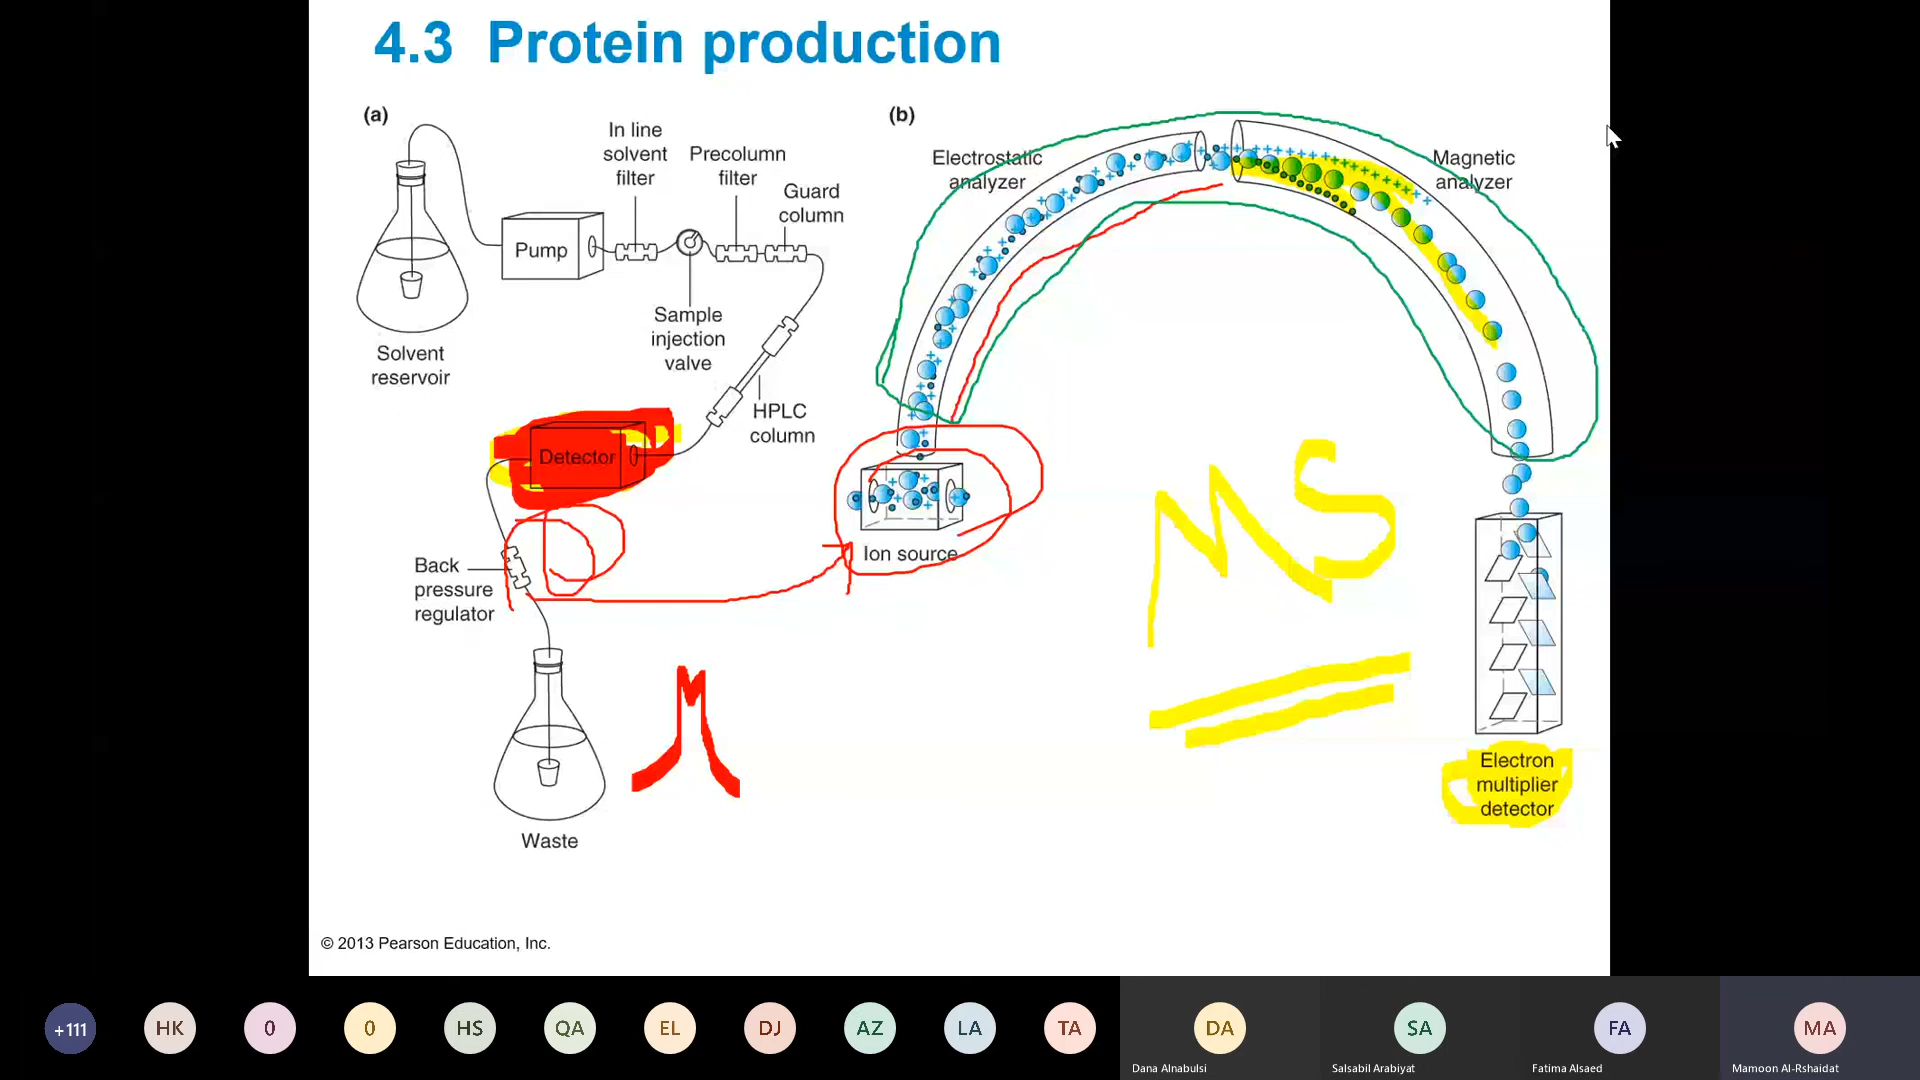 4.3 Protein production
(a)
In line
solvent
filter
Precolumn
filter
Guard
column
Pump
Sample
injection
valve
Solvent
reservoir
HPLC
column
Detector
Back
pressure
regulator
Waste
(b)
Electrostatic
analyzer
Magnetic
analyzer
Ion source
MS
Electron
multiplier
detector
© 2013 Pearson Education, Inc.
+111
HK
0
0
HS
QA
EL
DJ
AZ
LA
TA
DA
Dana Alnabulsi
SA
Salsabil Arabiyat
FA
Fatima Alsaed
MA
Mamoon Al-Rshaidat